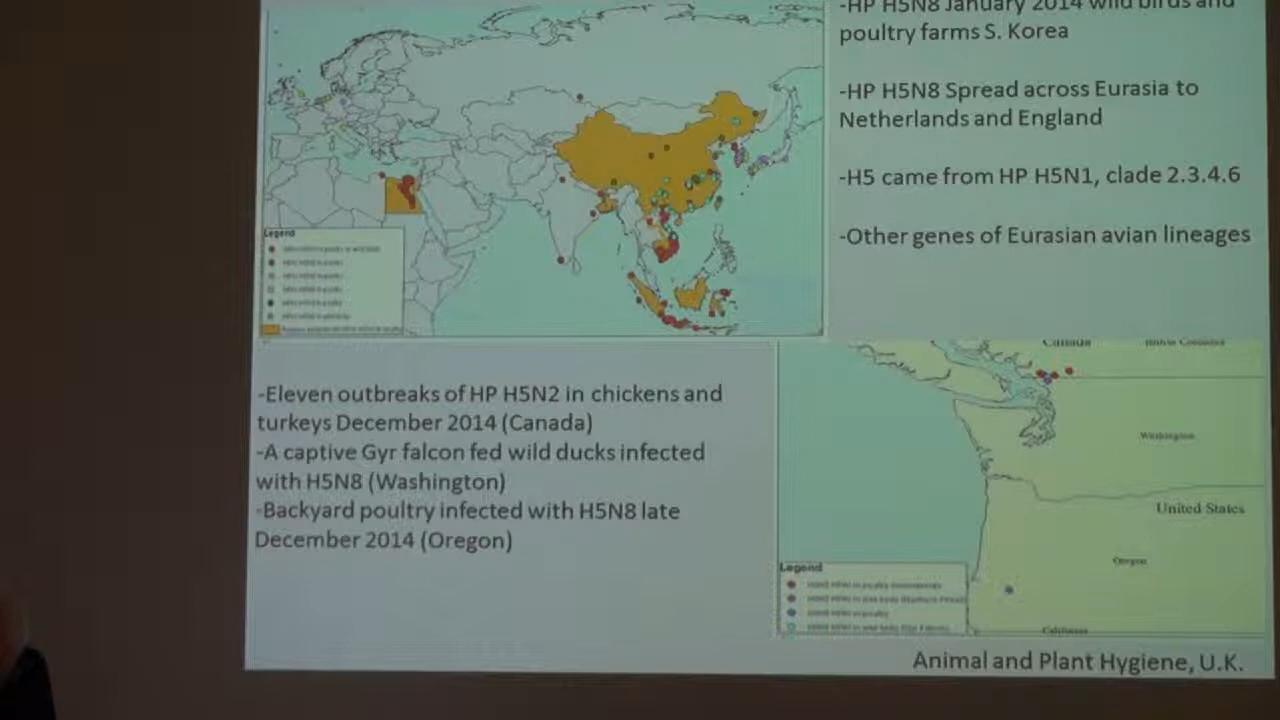 -HP H5N8 January 2014 wild birds and
poultry farms S. Korea
-HP H5N8 Spread across Eurasia to
Netherlands and England
-H5 came from HP H5N1, clade 2.3.4.6
-Other genes of Eurasian avian lineages
Legend
-Eleven outbreaks of HP H5N2 in chickens and
turkeys December 2014 (Canada)
-A captive Gyr falcon fed wild ducks infected
with H5N8 (Washington)
-Backyard poultry infected with H5N8 late
December 2014 (Oregon)
Canada
Washington
United States
Oregon
California
Legend
Animal and Plant Hygiene, U.K.